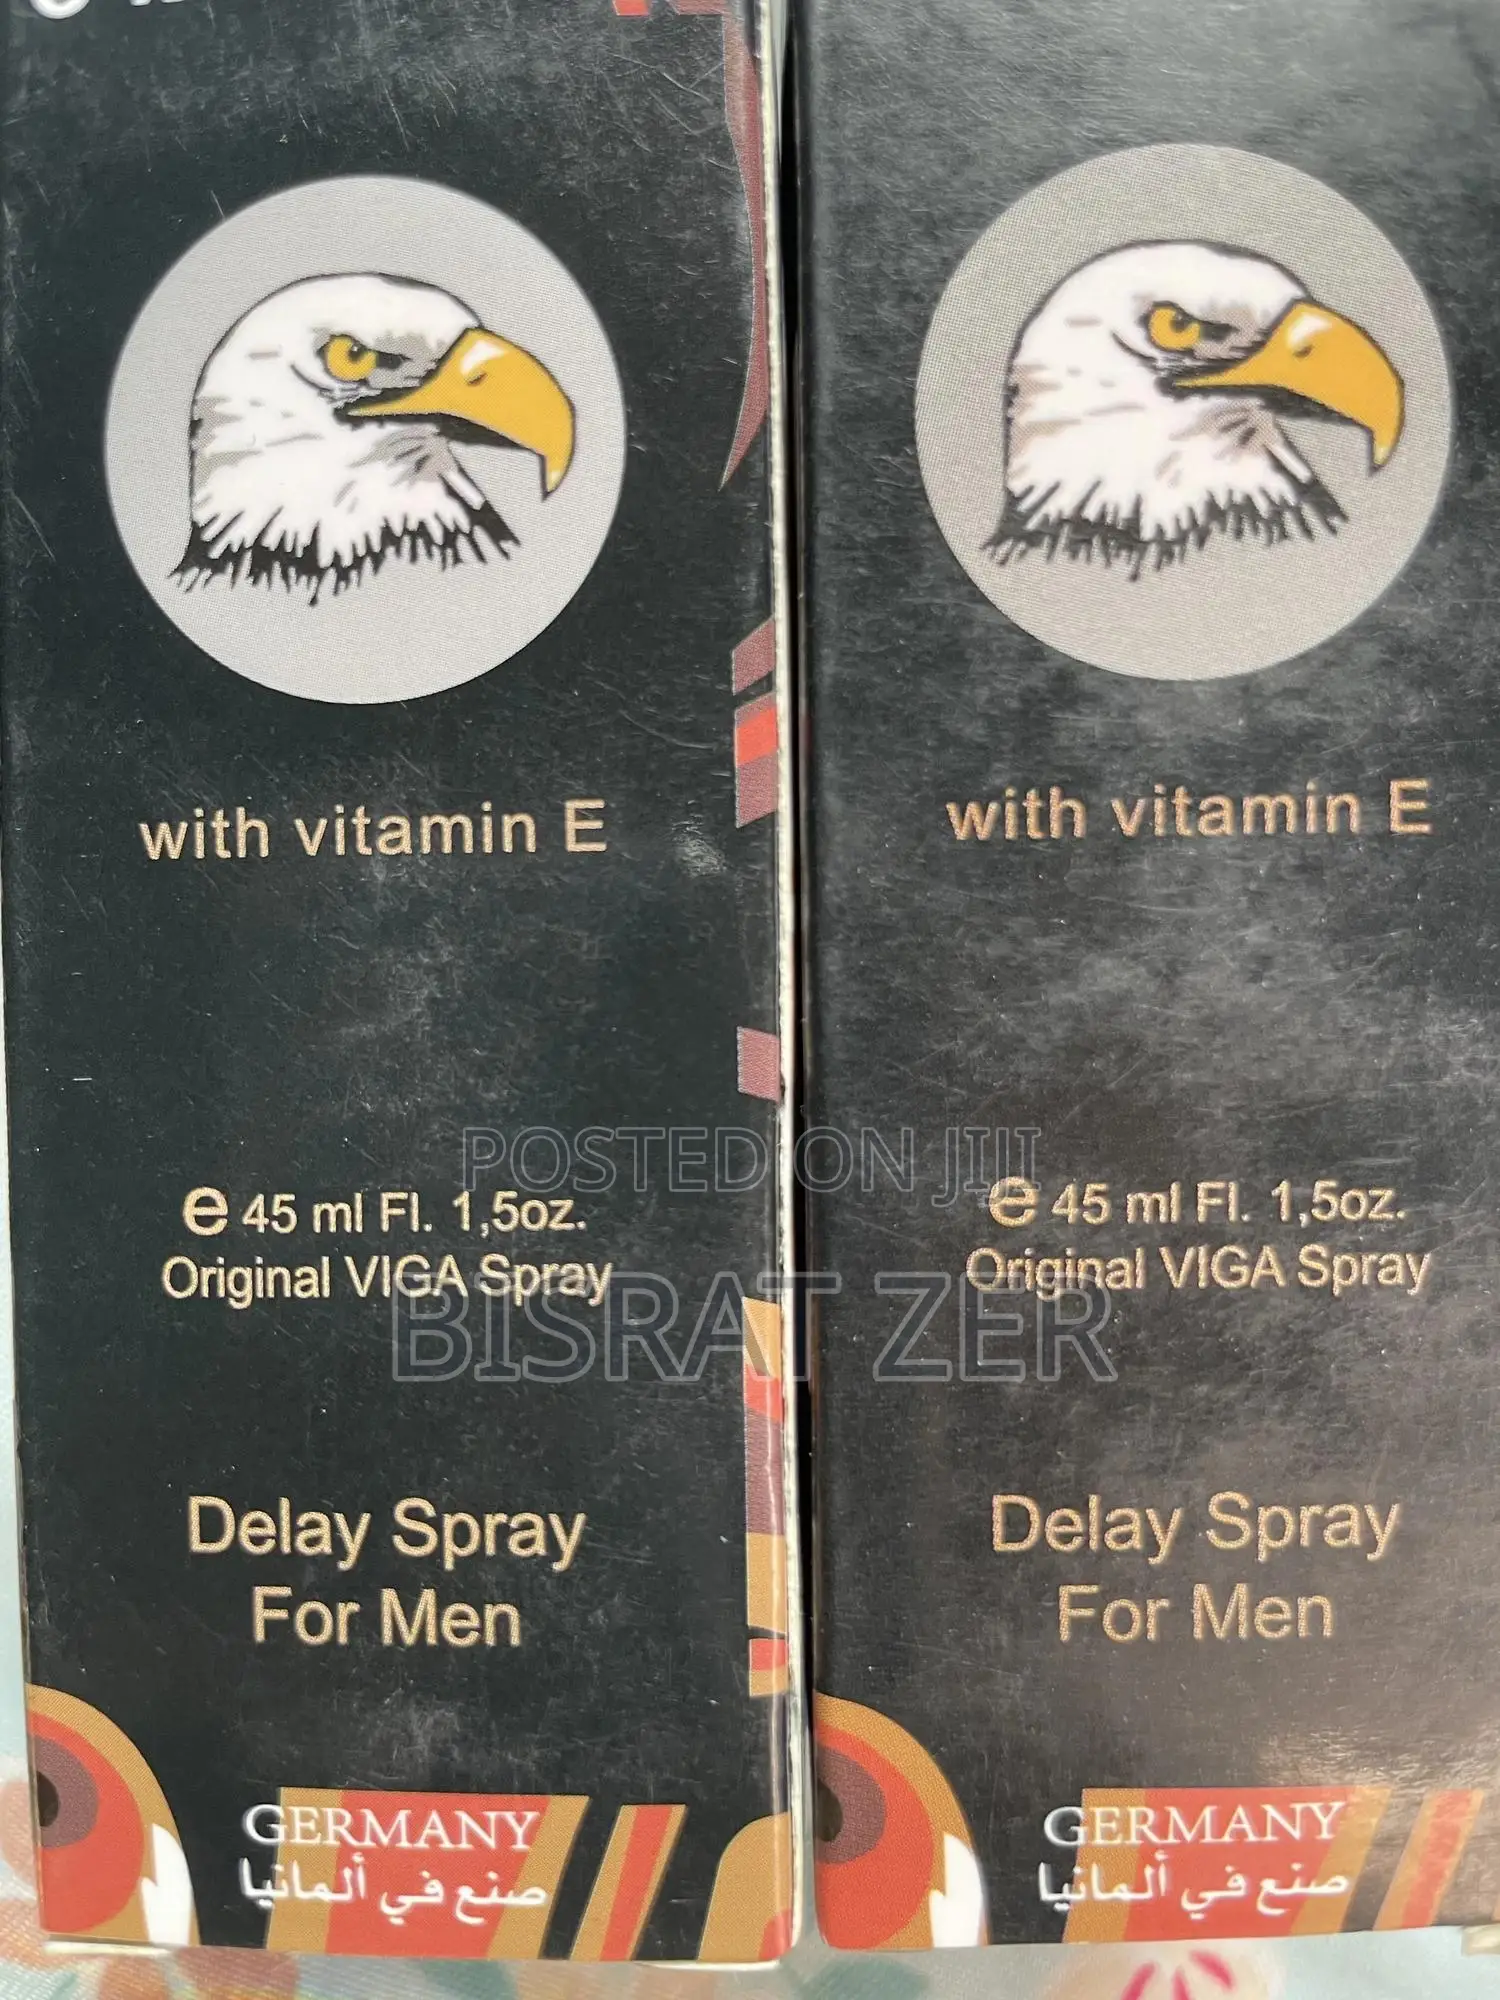 with vitamin E
e 45 ml Fl. 1,5oz.
Original VIGA Spray
Delay Spray
For Men
GERMANY
صنع في ألمانيا
with vitamin E
e 45 ml Fl. 1,5oz.
Original VIGA Spray
Delay Spray
For Men
GERMANY
صنع في ألمانيا
POSTED ON JIJI
BISRAT ZER